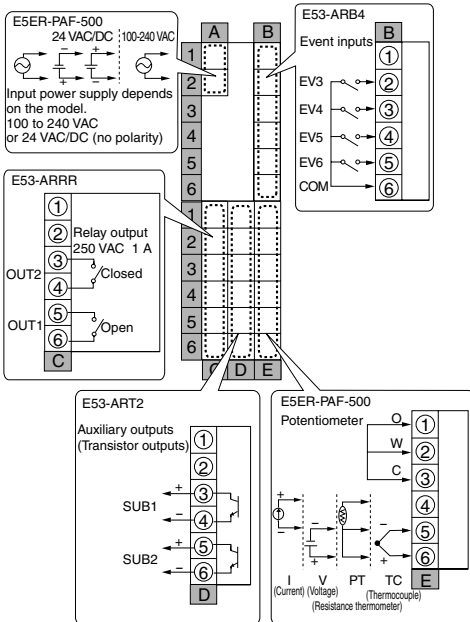 E5ER-PAF-500
24 VAC/DC 100-240 VAC
− + + −
Input power supply depends
on the model.
100 to 240 VAC
or 24 VAC/DC (no polarity)
A B
1
2
3
4
5
6
1
2
3
4
5
6
C D E
E53-ARB4
Event inputs
B
1
EV3 2
EV4 3
EV5 4
EV6 5
COM 6
E53-ARRR
1
2
Relay output
250 VAC 1 A
OUT2
3
Closed
4
OUT1
5
Open
6
C
E53-ART2
Auxiliary outputs
(Transistor outputs)
1
2
+ 3
SUB1
− 4
+ 5
SUB2
− 6
D
E5ER-PAF-500
Potentiometer
O 1
W 2
C 3
4
− 5
+ 6
+ −
− +
I V PT TC
(Current) (Voltage) (Thermocouple)
(Resistance thermometer)
E